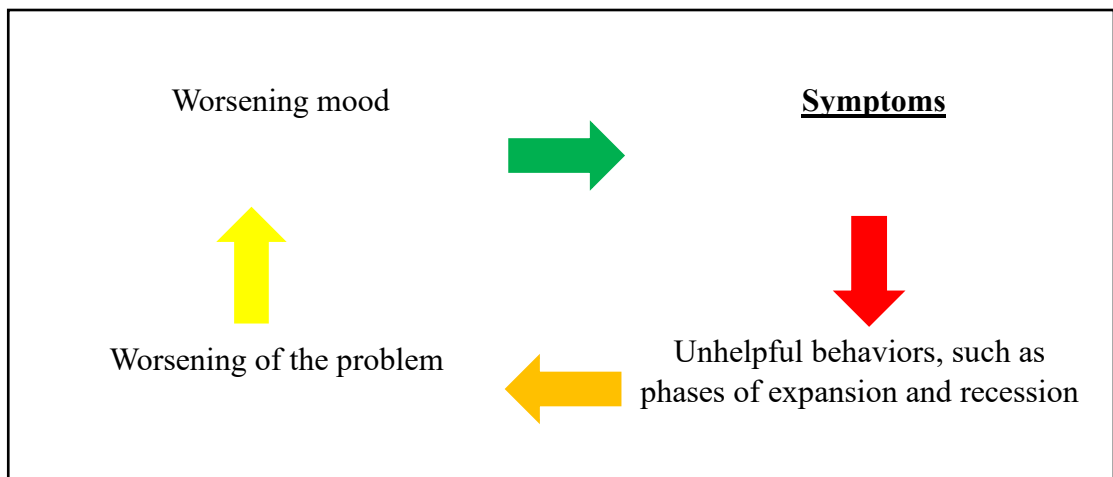 Worsening mood
Symptoms
Worsening of the problem
Unhelpful behaviors, such as
phases of expansion and recession